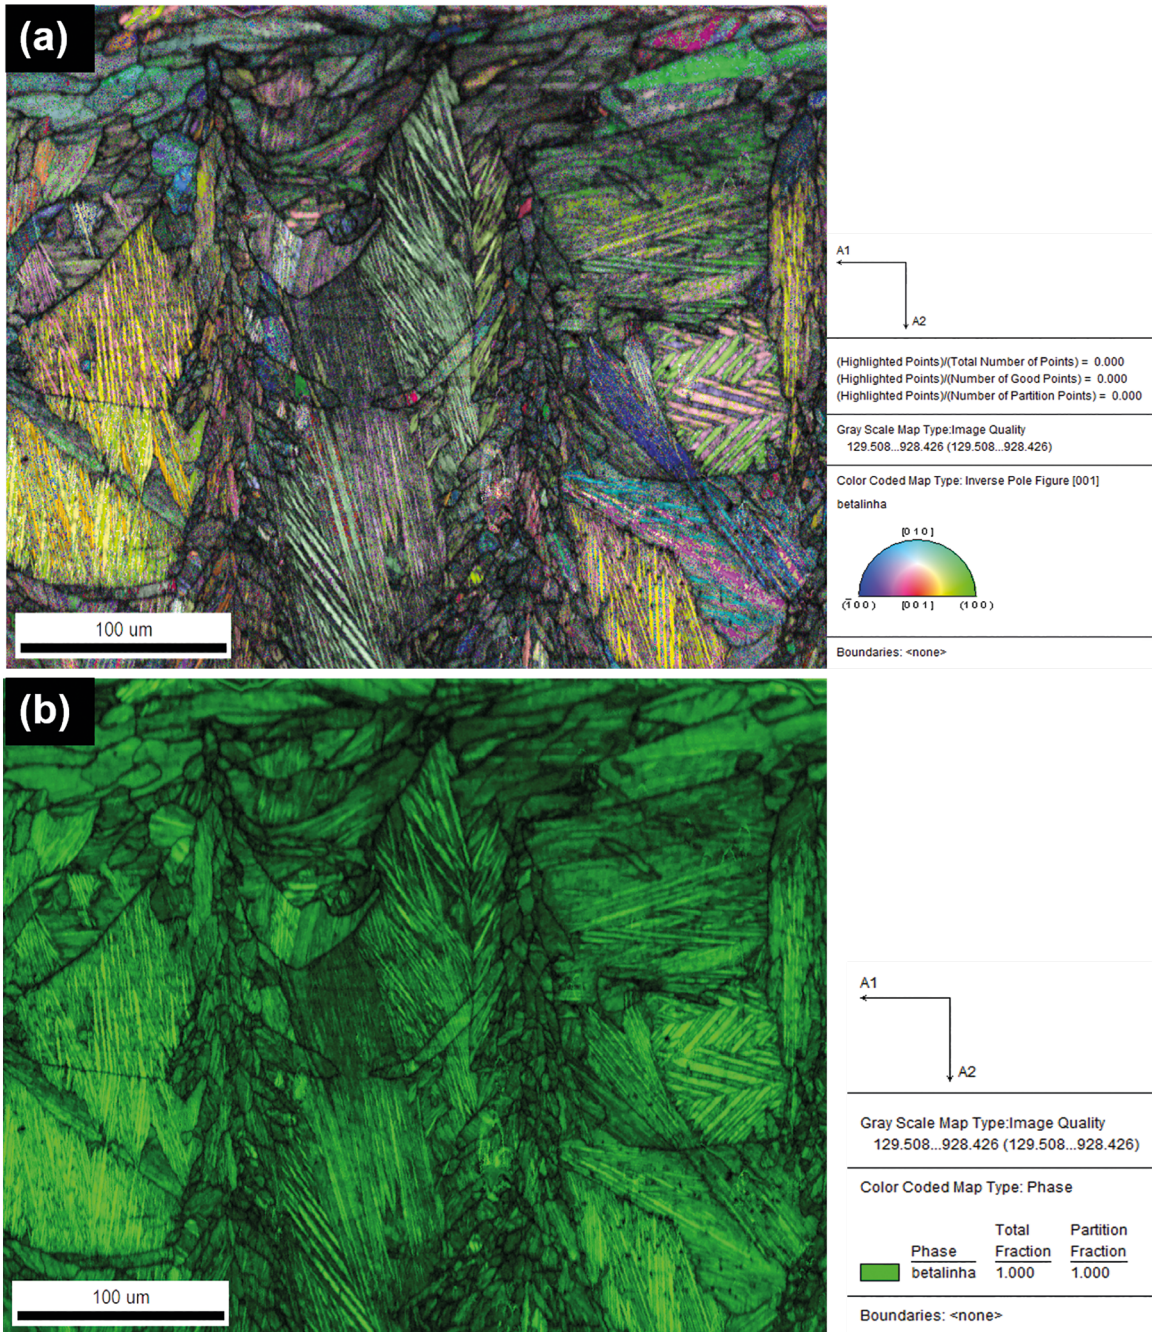 (a)
100 um
A1
A2
(Highlighted Points)/(Total Number of Points) = 0.000
(Highlighted Points)/(Number of Good Points) = 0.000
(Highlighted Points)/(Number of Partition Points) = 0.000
Gray Scale Map Type:Image Quality
129.508...928.426 (129.508...928.426)
Color Coded Map Type: Inverse Pole Figure [001]
betalinha
[0 1 0]
(1̅ 0 0) [0 0 1] (1 0 0)
Boundaries: <none>
(b)
100 um
A1
A2
Gray Scale Map Type:Image Quality
129.508...928.426 (129.508...928.426)
Color Coded Map Type: Phase
Total Partition
Phase Fraction Fraction
betalinha 1.000 1.000
Boundaries: <none>